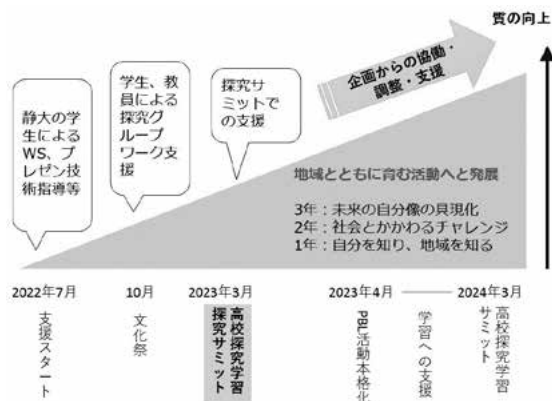 質の向上
企画からの協働・
調整・支援
静大の学
生による
WS、プ
レゼン技
術指導等
学生、教
員による
探究グ
ループ
ワーク支
援
探究サ
ミットで
の支援
地域とともに育む活動へと発展
3年：未来の自分像の具現化
2年：社会とかかわるチャレンジ
1年：自分を知り、地域を知る
2022年7月
支援スタート
10月
文化祭
2023年3月
高校探究学習
探究サミット
2023年4月
PBL活動本格化
学習への支援
2024年3月
高校探究学習
サミット